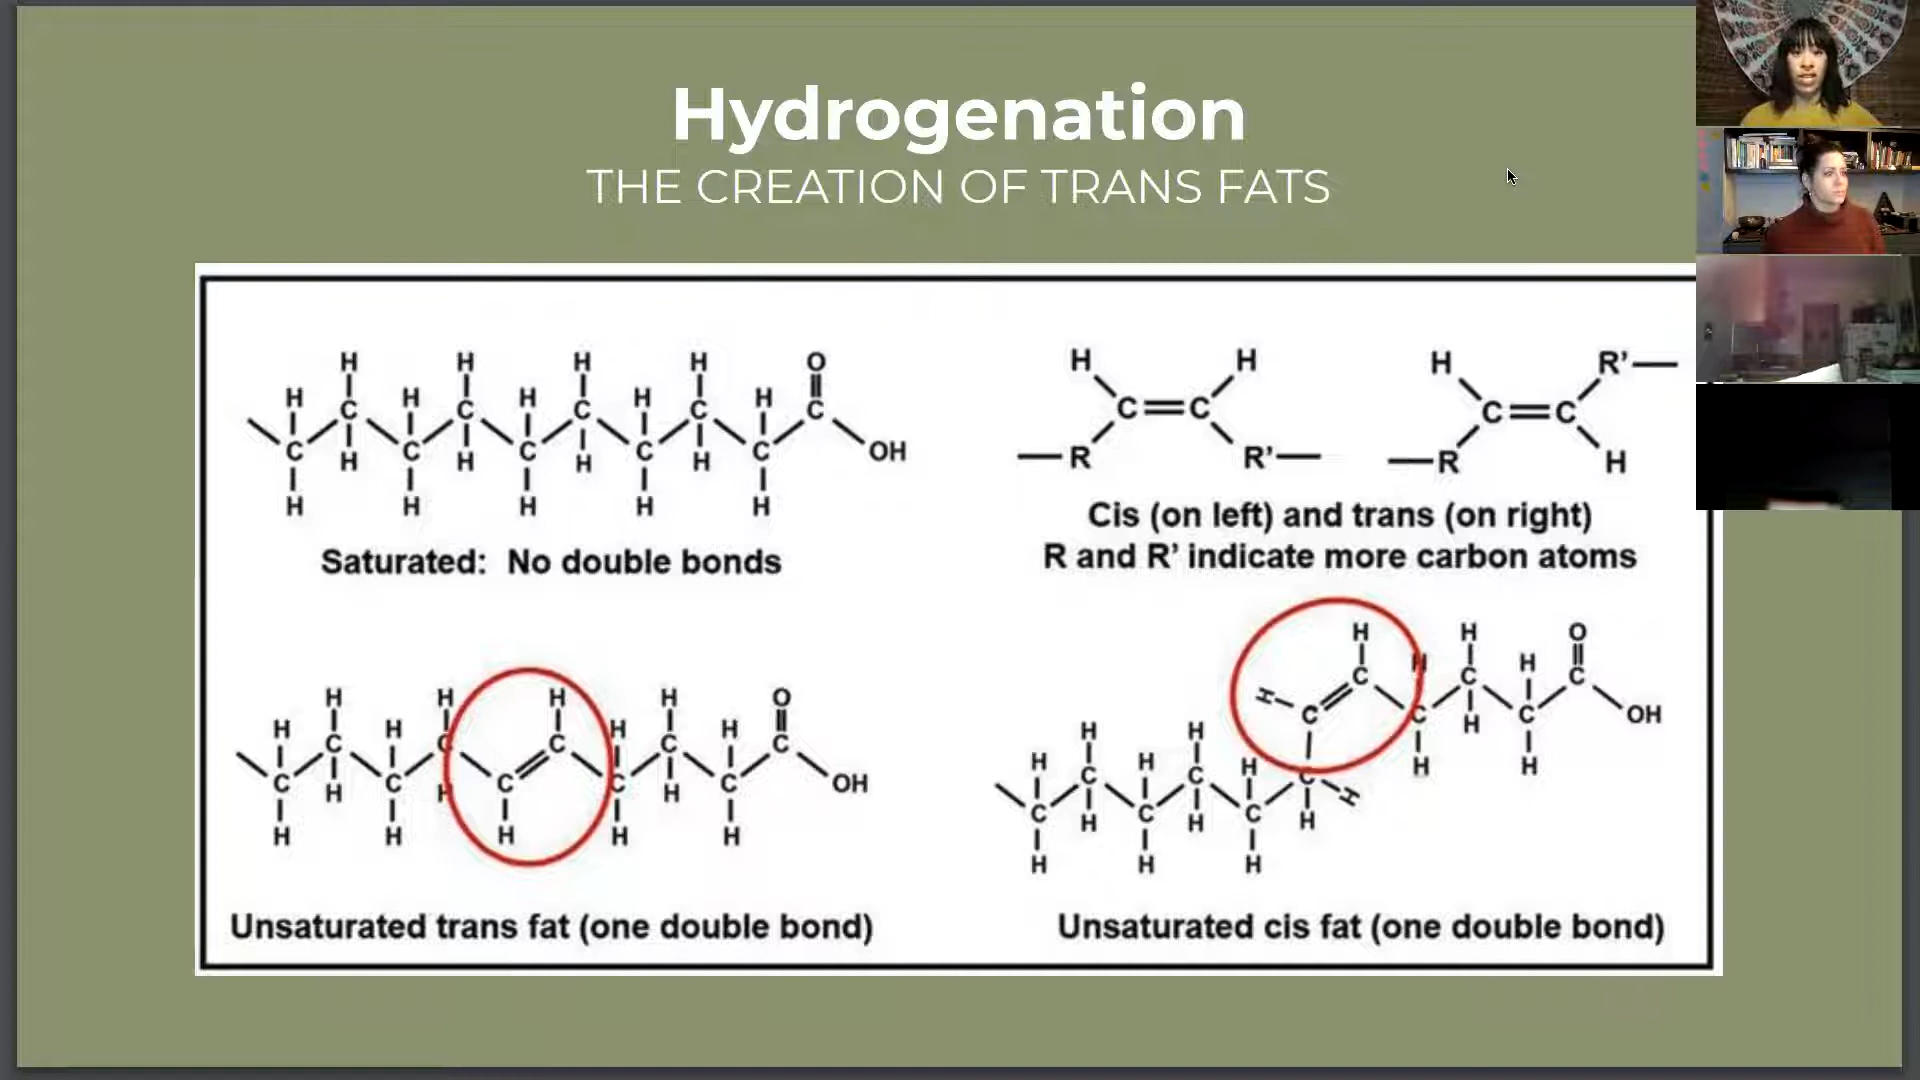 Hydrogenation
THE CREATION OF TRANS FATS
H H H H O
H H H H H
C C C C C
C C C C C OH
H H H H
H H H H H
Saturated: No double bonds
H H H R’
C C C C
R R’ R H
Cis (on left) and trans (on right)
R and R’ indicate more carbon atoms
H H H H O
H H H H
C C C C C
C C C C C OH
H H H
H H H H H
Unsaturated trans fat (one double bond)
H H O
H H
C C C
H C C C OH
H H H
H H
H H H
C C C
C C C H
H H H
H H H
Unsaturated cis fat (one double bond)